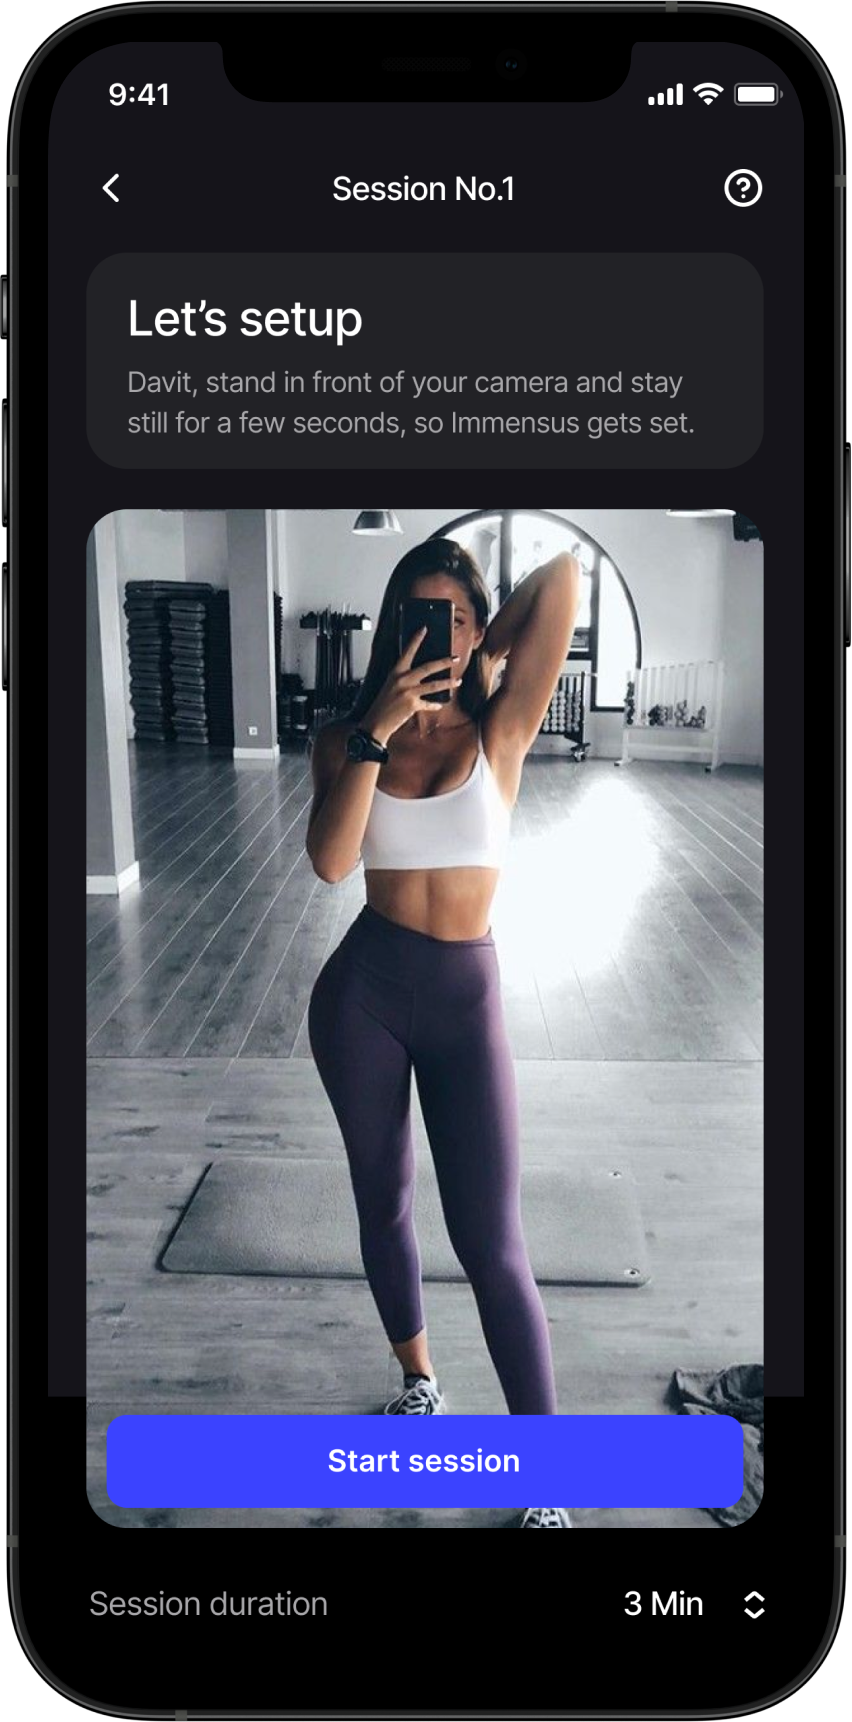 9:41
Session No.1
Let’s setup
Davit, stand in front of your camera and stay
still for a few seconds, so Immensus gets set.
Start session
Session duration 3 Min